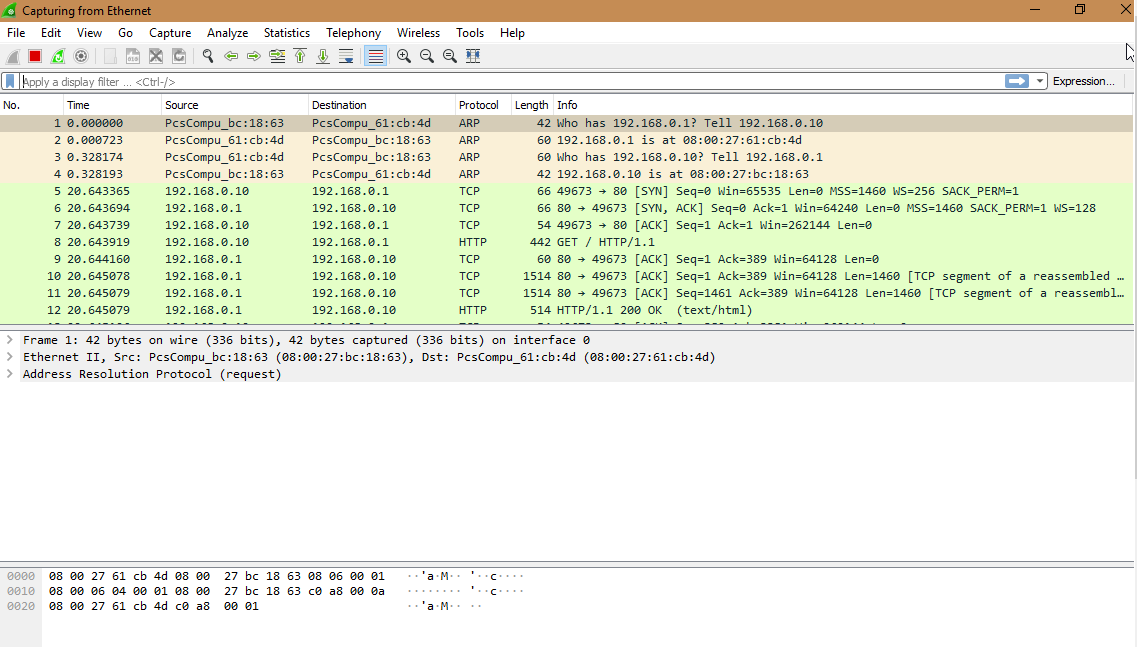 Capturing from Ethernet
File Edit View Go Capture Analyze Statistics Telephony Wireless Tools Help
Apply a display filter ... <Ctrl-/> Expression...
No. Time Source Destination Protocol Length Info
1 0.000000 PcsCompu_bc:18:63 PcsCompu_61:cb:4d ARP 42 Who has 192.168.0.1? Tell 192.168.0.10
2 0.000723 PcsCompu_61:cb:4d PcsCompu_bc:18:63 ARP 60 192.168.0.1 is at 08:00:27:61:cb:4d
3 0.328174 PcsCompu_61:cb:4d PcsCompu_bc:18:63 ARP 60 Who has 192.168.0.10? Tell 192.168.0.1
4 0.328193 PcsCompu_bc:18:63 PcsCompu_61:cb:4d ARP 42 192.168.0.10 is at 08:00:27:bc:18:63
5 20.643365 192.168.0.10 192.168.0.1 TCP 66 49673 → 80 [SYN] Seq=0 Win=65535 Len=0 MSS=1460 WS=256 SACK_PERM=1
6 20.643694 192.168.0.1 192.168.0.10 TCP 66 80 → 49673 [SYN, ACK] Seq=0 Ack=1 Win=64240 Len=0 MSS=1460 SACK_PERM=1 WS=128
7 20.643739 192.168.0.10 192.168.0.1 TCP 54 49673 → 80 [ACK] Seq=1 Ack=1 Win=262144 Len=0
8 20.643919 192.168.0.10 192.168.0.1 HTTP 442 GET / HTTP/1.1
9 20.644160 192.168.0.1 192.168.0.10 TCP 60 80 → 49673 [ACK] Seq=1 Ack=389 Win=64128 Len=0
10 20.645078 192.168.0.1 192.168.0.10 TCP 1514 80 → 49673 [ACK] Seq=1 Ack=389 Win=64128 Len=1460 [TCP segment of a reassembled …
11 20.645079 192.168.0.1 192.168.0.10 TCP 1514 80 → 49673 [ACK] Seq=1461 Ack=389 Win=64128 Len=1460 [TCP segment of a reassembl…
12 20.645079 192.168.0.1 192.168.0.10 HTTP 514 HTTP/1.1 200 OK (text/html)
Frame 1: 42 bytes on wire (336 bits), 42 bytes captured (336 bits) on interface 0
Ethernet II, Src: PcsCompu_bc:18:63 (08:00:27:bc:18:63), Dst: PcsCompu_61:cb:4d (08:00:27:61:cb:4d)
Address Resolution Protocol (request)
0000 08 00 27 61 cb 4d 08 00 27 bc 18 63 08 06 00 01 ··'a·M·· '··c····
0010 08 00 06 04 00 01 08 00 27 bc 18 63 c0 a8 00 0a ········ '··c····
0020 08 00 27 61 cb 4d c0 a8 00 01 ··'a·M·· ··